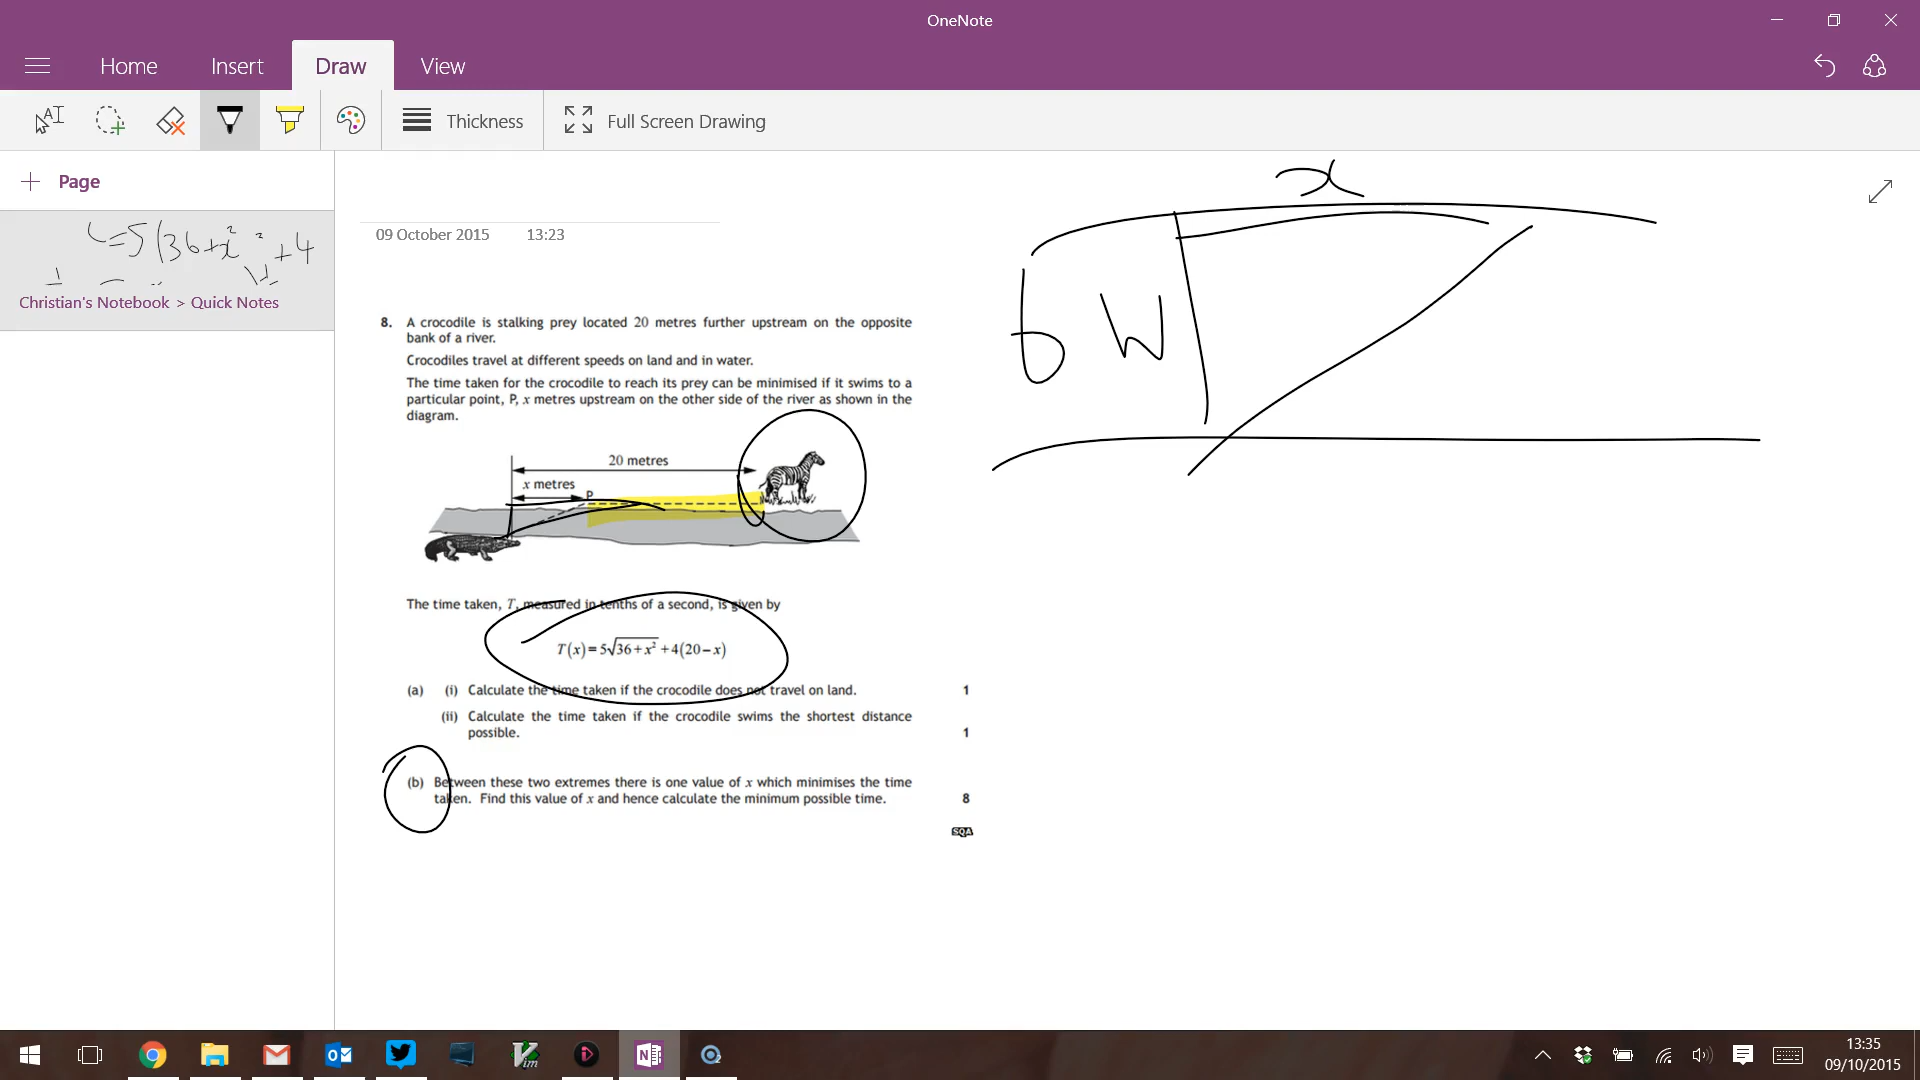 OneNote
Home Insert Draw View
Thickness Full Screen Drawing
Page
=5(36+x² ² +4
Christian's Notebook > Quick Notes
09 October 2015 13:23
8. A crocodile is stalking prey located 20 metres further upstream on the opposite
bank of a river.
Crocodiles travel at different speeds on land and in water.
The time taken for the crocodile to reach its prey can be minimised if it swims to a
particular point, P, x metres upstream on the other side of the river as shown in the
diagram.
20 metres
x metres
P
The time taken, T, measured in tenths of a second, is given by
T(x)=5√36+x² +4(20−x)
(a) (i) Calculate the time taken if the crocodile does not travel on land. 1
(ii) Calculate the time taken if the crocodile swims the shortest distance
possible. 1
(b) Between these two extremes there is one value of x which minimises the time
taken. Find this value of x and hence calculate the minimum possible time. 8
SQA
x
W
13:35
09/10/2015